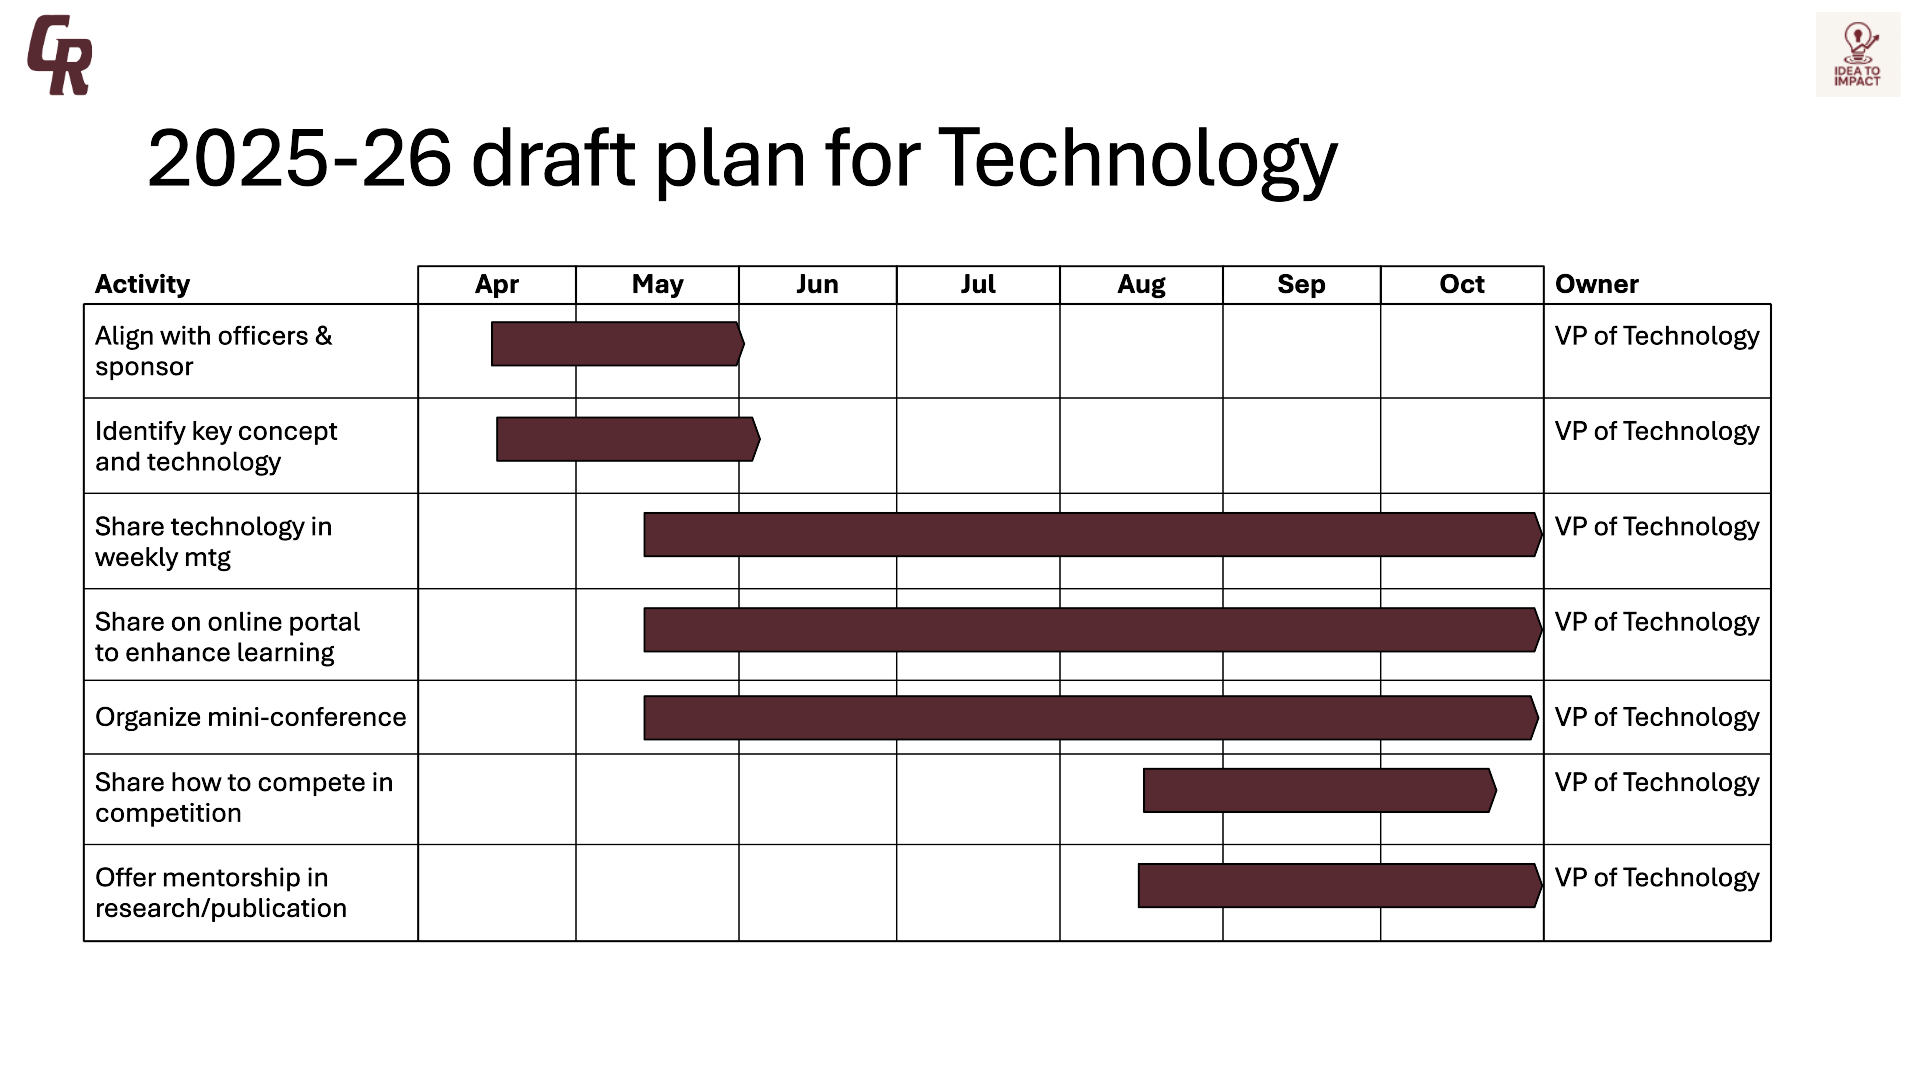 CR
IDEA TO
IMPACT
2025-26 draft plan for Technology
Activity Apr May Jun Jul Aug Sep Oct Owner
Align with officers & VP of Technology
sponsor
Identify key concept VP of Technology
and technology
Share technology in VP of Technology
weekly mtg
Share on online portal VP of Technology
to enhance learning
Organize mini-conference VP of Technology
Share how to compete in VP of Technology
competition
Offer mentorship in VP of Technology
research/publication